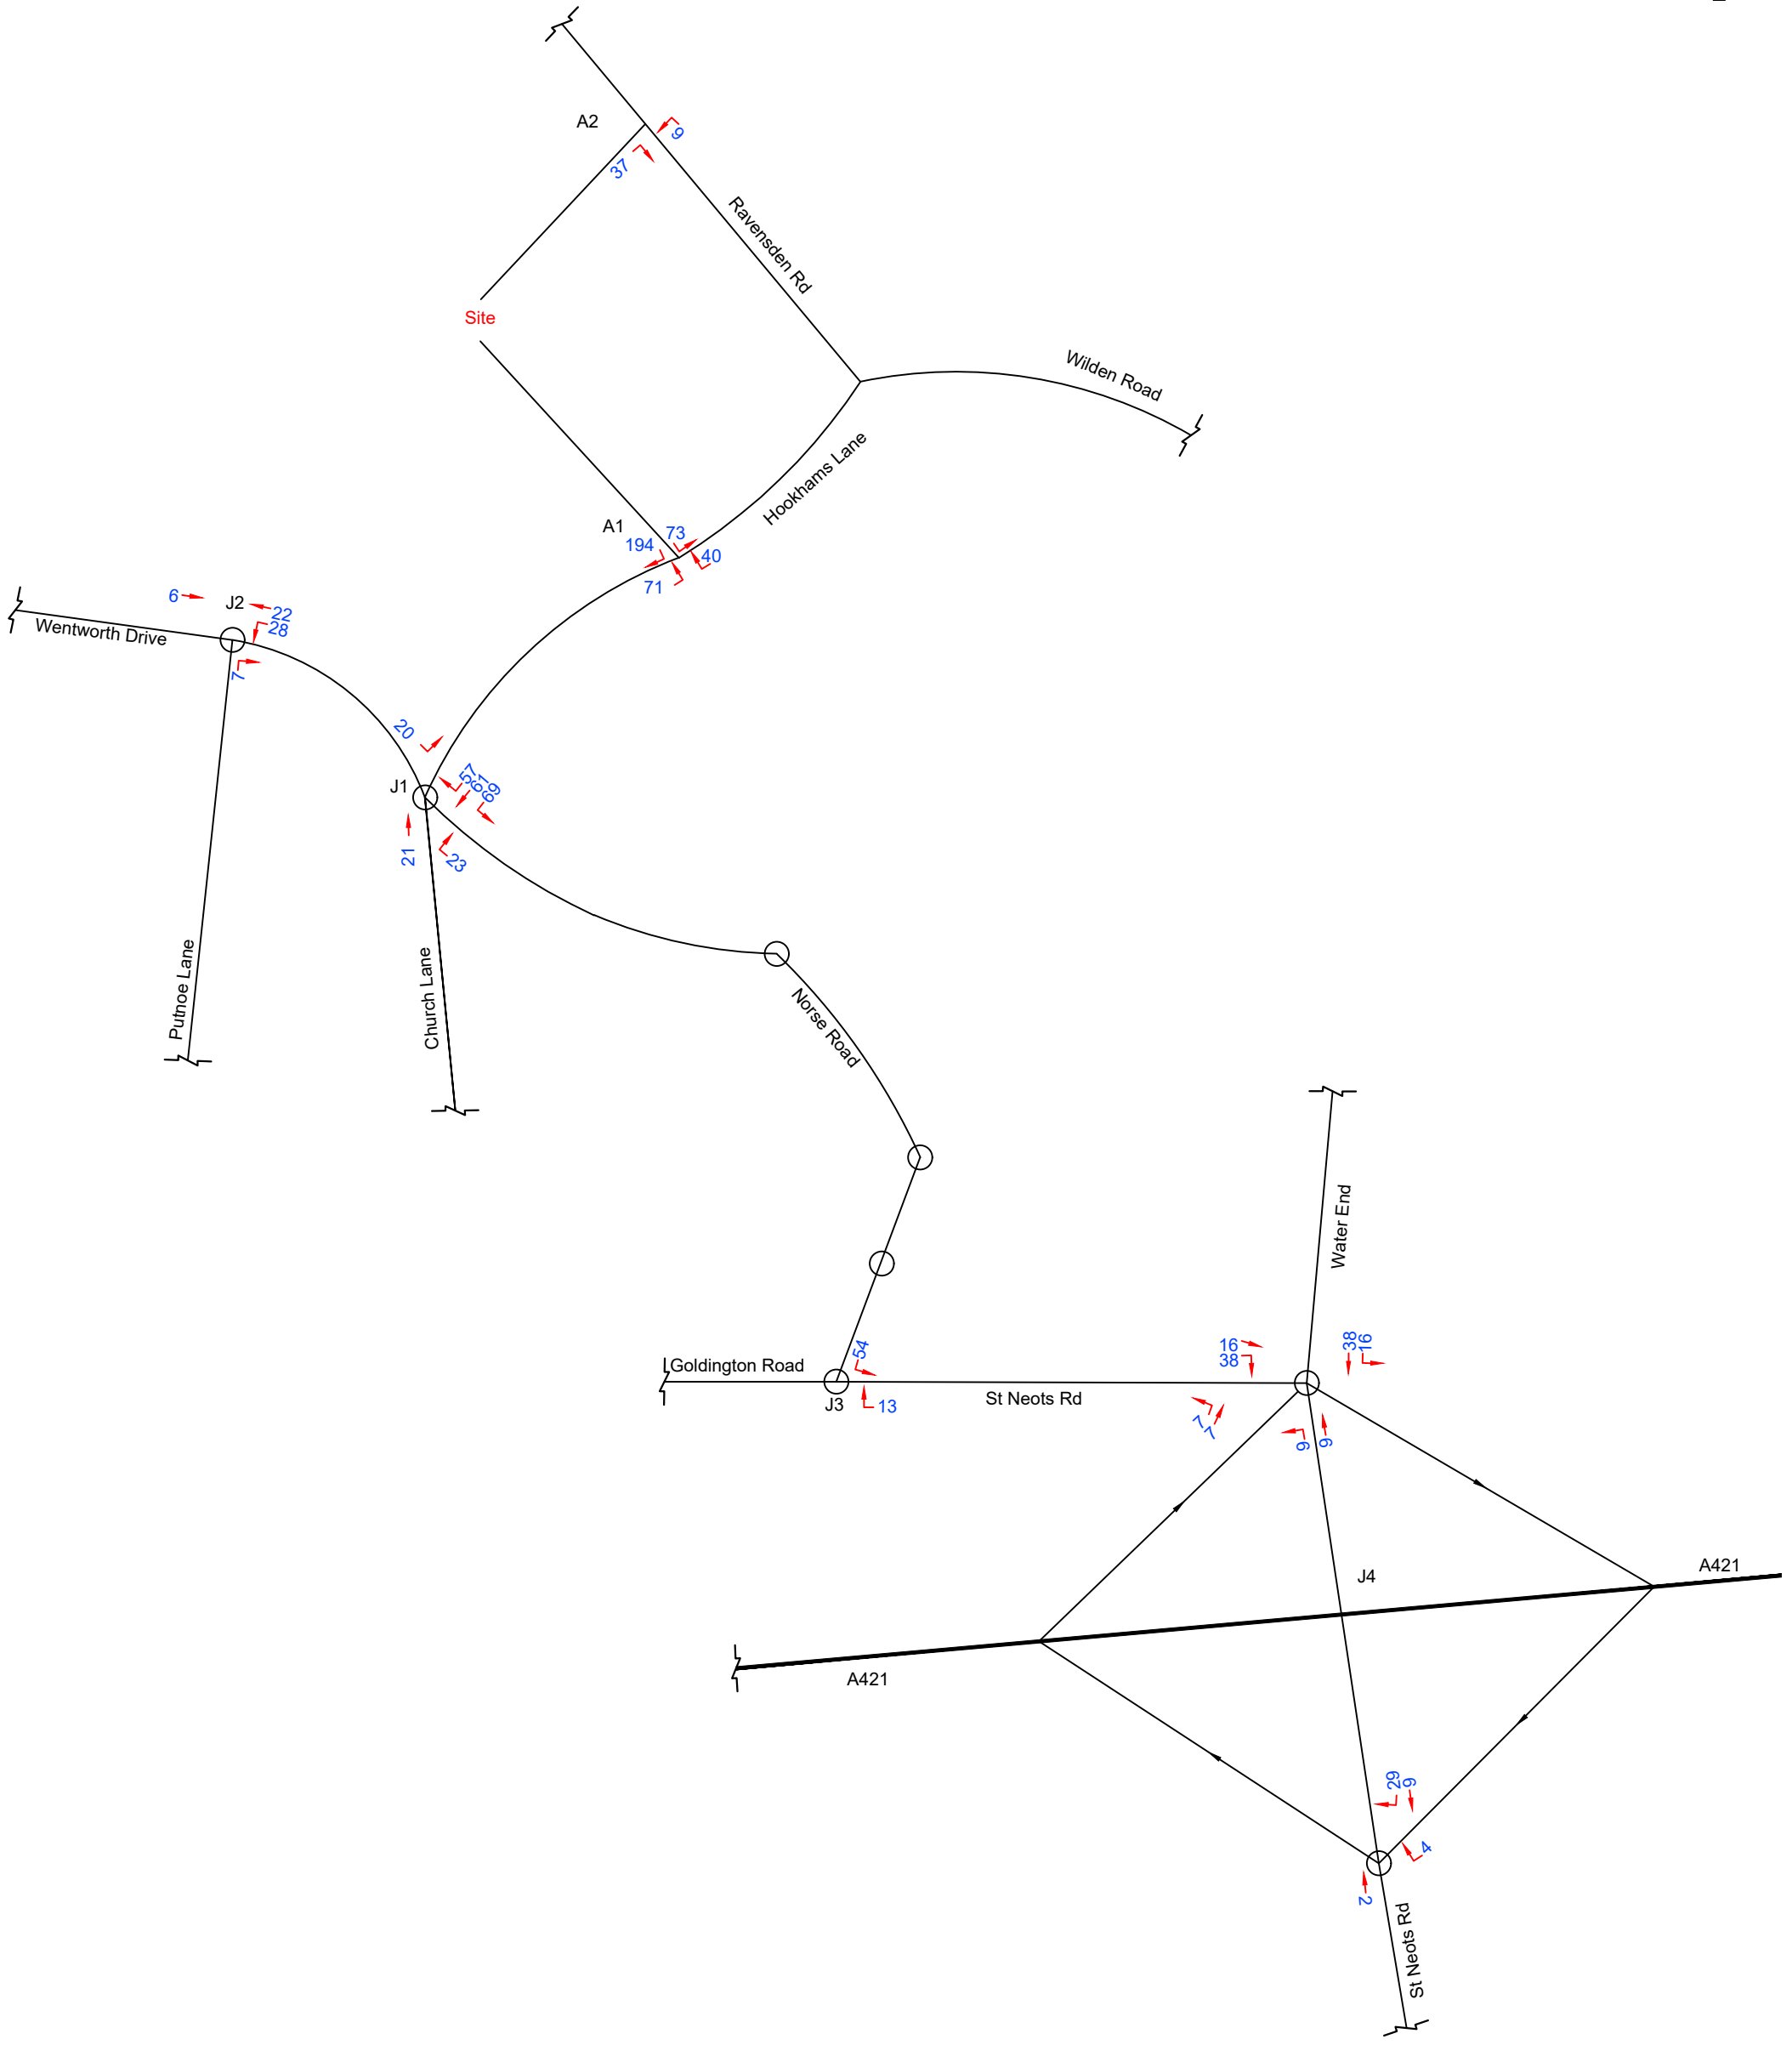 A2
9
37
Ravensden Rd
Site
Wilden Road
Hookhams Lane
A1
73
194
40
71
6
J2
22
28
Wentworth Drive
7
20
57
61
69
J1
21
23
Putnoe Lane
Church Lane
Norse Road
Water End
54
Goldington Road
J3
13
St Neots Rd
16
38
38
16
7
7
9
9
J4
A421
A421
29
9
4
2
St Neots Rd